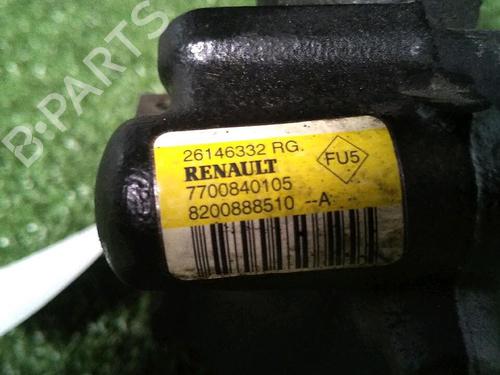 B-PARTS
26146332 RG.
RENAULT
FU5
7700840105
8200888510 --A